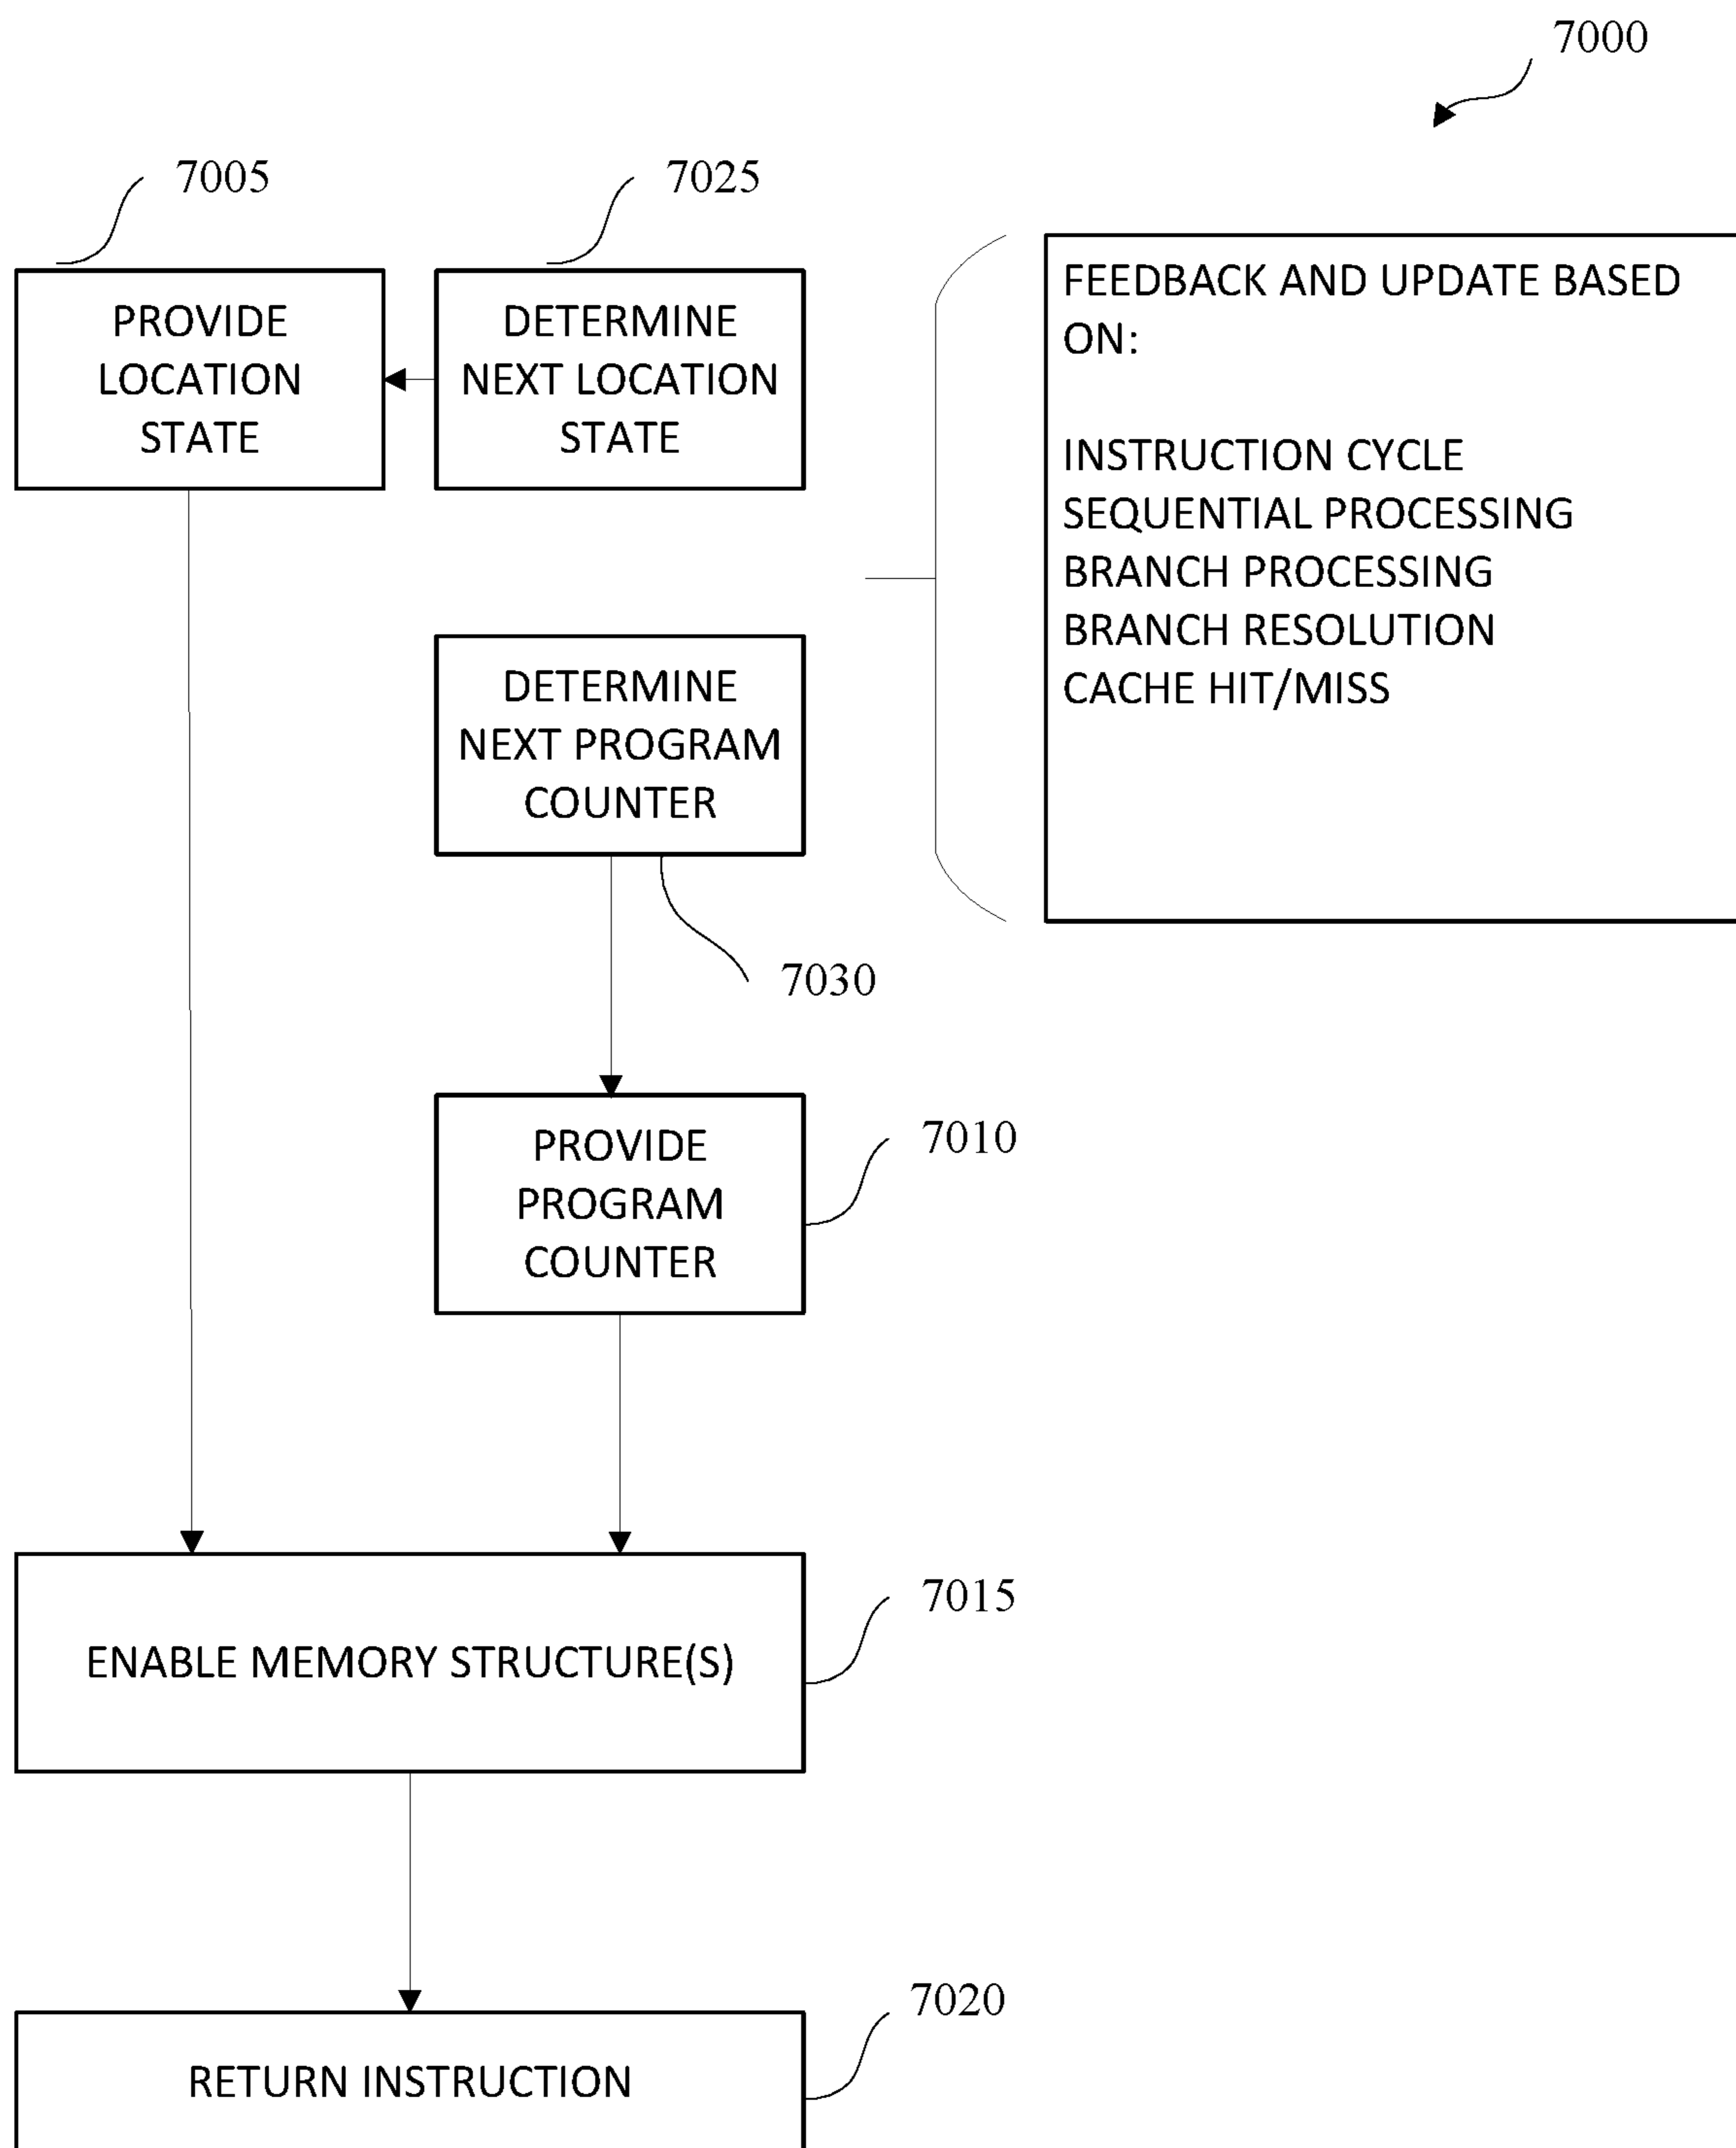 7000
7005
7025
PROVIDE
LOCATION
STATE
DETERMINE
NEXT LOCATION
STATE
FEEDBACK AND UPDATE BASED
ON:
INSTRUCTION CYCLE
SEQUENTIAL PROCESSING
BRANCH PROCESSING
BRANCH RESOLUTION
CACHE HIT/MISS
DETERMINE
NEXT PROGRAM
COUNTER
7030
PROVIDE
PROGRAM
COUNTER
7010
ENABLE MEMORY STRUCTURE(S)
7015
RETURN INSTRUCTION
7020